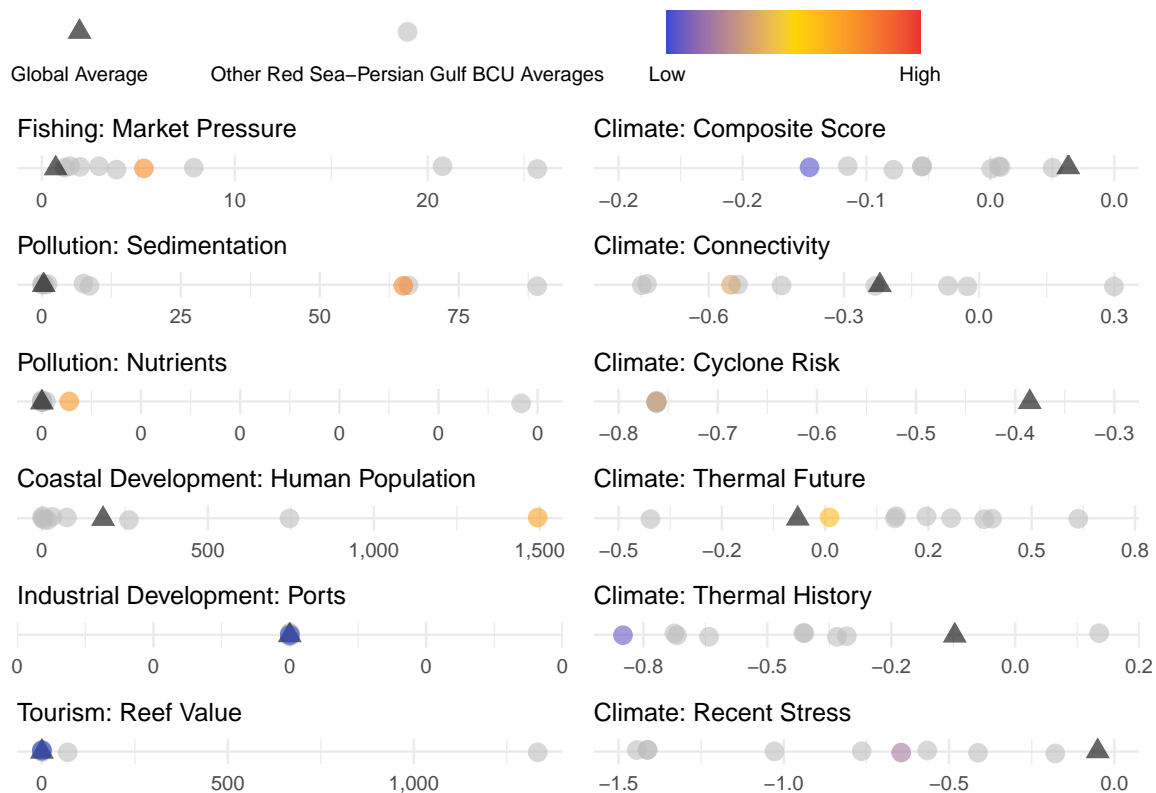 Global Average
Other Red Sea−Persian Gulf BCU Averages
Low
High
Fishing: Market Pressure
0 10 20
Climate: Composite Score
−0.2 −0.2 −0.1 0.0 0.0
Pollution: Sedimentation
0 25 50 75
Climate: Connectivity
−0.6 −0.3 0.0 0.3
Pollution: Nutrients
0 0 0 0 0 0
Climate: Cyclone Risk
−0.8 −0.7 −0.6 −0.5 −0.4 −0.3
Coastal Development: Human Population
0 500 1,000 1,500
Climate: Thermal Future
−0.5 −0.2 0.0 0.2 0.5 0.8
Industrial Development: Ports
0 0 0 0 0
Climate: Thermal History
−0.8 −0.5 −0.2 0.0 0.2
Tourism: Reef Value
0 500 1,000
Climate: Recent Stress
−1.5 −1.0 −0.5 0.0